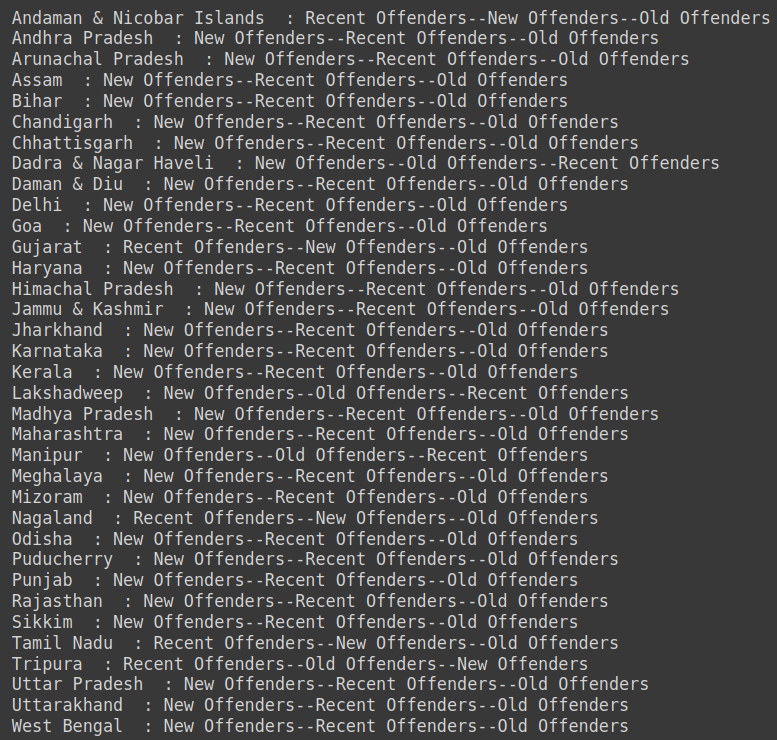 Andaman & Nicobar Islands  : Recent Offenders--New Offenders--Old Offenders
Andhra Pradesh  : New Offenders--Recent Offenders--Old Offenders
Arunachal Pradesh  : New Offenders--Recent Offenders--Old Offenders
Assam  : New Offenders--Recent Offenders--Old Offenders
Bihar  : New Offenders--Recent Offenders--Old Offenders
Chandigarh  : New Offenders--Recent Offenders--Old Offenders
Chhattisgarh  : New Offenders--Recent Offenders--Old Offenders
Dadra & Nagar Haveli  : New Offenders--Old Offenders--Recent Offenders
Daman & Diu  : New Offenders--Recent Offenders--Old Offenders
Delhi  : New Offenders--Recent Offenders--Old Offenders
Goa  : New Offenders--Recent Offenders--Old Offenders
Gujarat  : Recent Offenders--New Offenders--Old Offenders
Haryana  : New Offenders--Recent Offenders--Old Offenders
Himachal Pradesh  : New Offenders--Recent Offenders--Old Offenders
Jammu & Kashmir  : New Offenders--Recent Offenders--Old Offenders
Jharkhand  : New Offenders--Recent Offenders--Old Offenders
Karnataka  : New Offenders--Recent Offenders--Old Offenders
Kerala  : New Offenders--Recent Offenders--Old Offenders
Lakshadweep  : New Offenders--Old Offenders--Recent Offenders
Madhya Pradesh  : New Offenders--Recent Offenders--Old Offenders
Maharashtra  : New Offenders--Recent Offenders--Old Offenders
Manipur  : New Offenders--Old Offenders--Recent Offenders
Meghalaya  : New Offenders--Recent Offenders--Old Offenders
Mizoram  : New Offenders--Recent Offenders--Old Offenders
Nagaland  : Recent Offenders--New Offenders--Old Offenders
Odisha  : New Offenders--Recent Offenders--Old Offenders
Puducherry  : New Offenders--Recent Offenders--Old Offenders
Punjab  : New Offenders--Recent Offenders--Old Offenders
Rajasthan  : New Offenders--Recent Offenders--Old Offenders
Sikkim  : New Offenders--Recent Offenders--Old Offenders
Tamil Nadu  : Recent Offenders--New Offenders--Old Offenders
Tripura  : Recent Offenders--Old Offenders--New Offenders
Uttar Pradesh  : New Offenders--Recent Offenders--Old Offenders
Uttarakhand  : New Offenders--Recent Offenders--Old Offenders
West Bengal  : New Offenders--Recent Offenders--Old Offenders